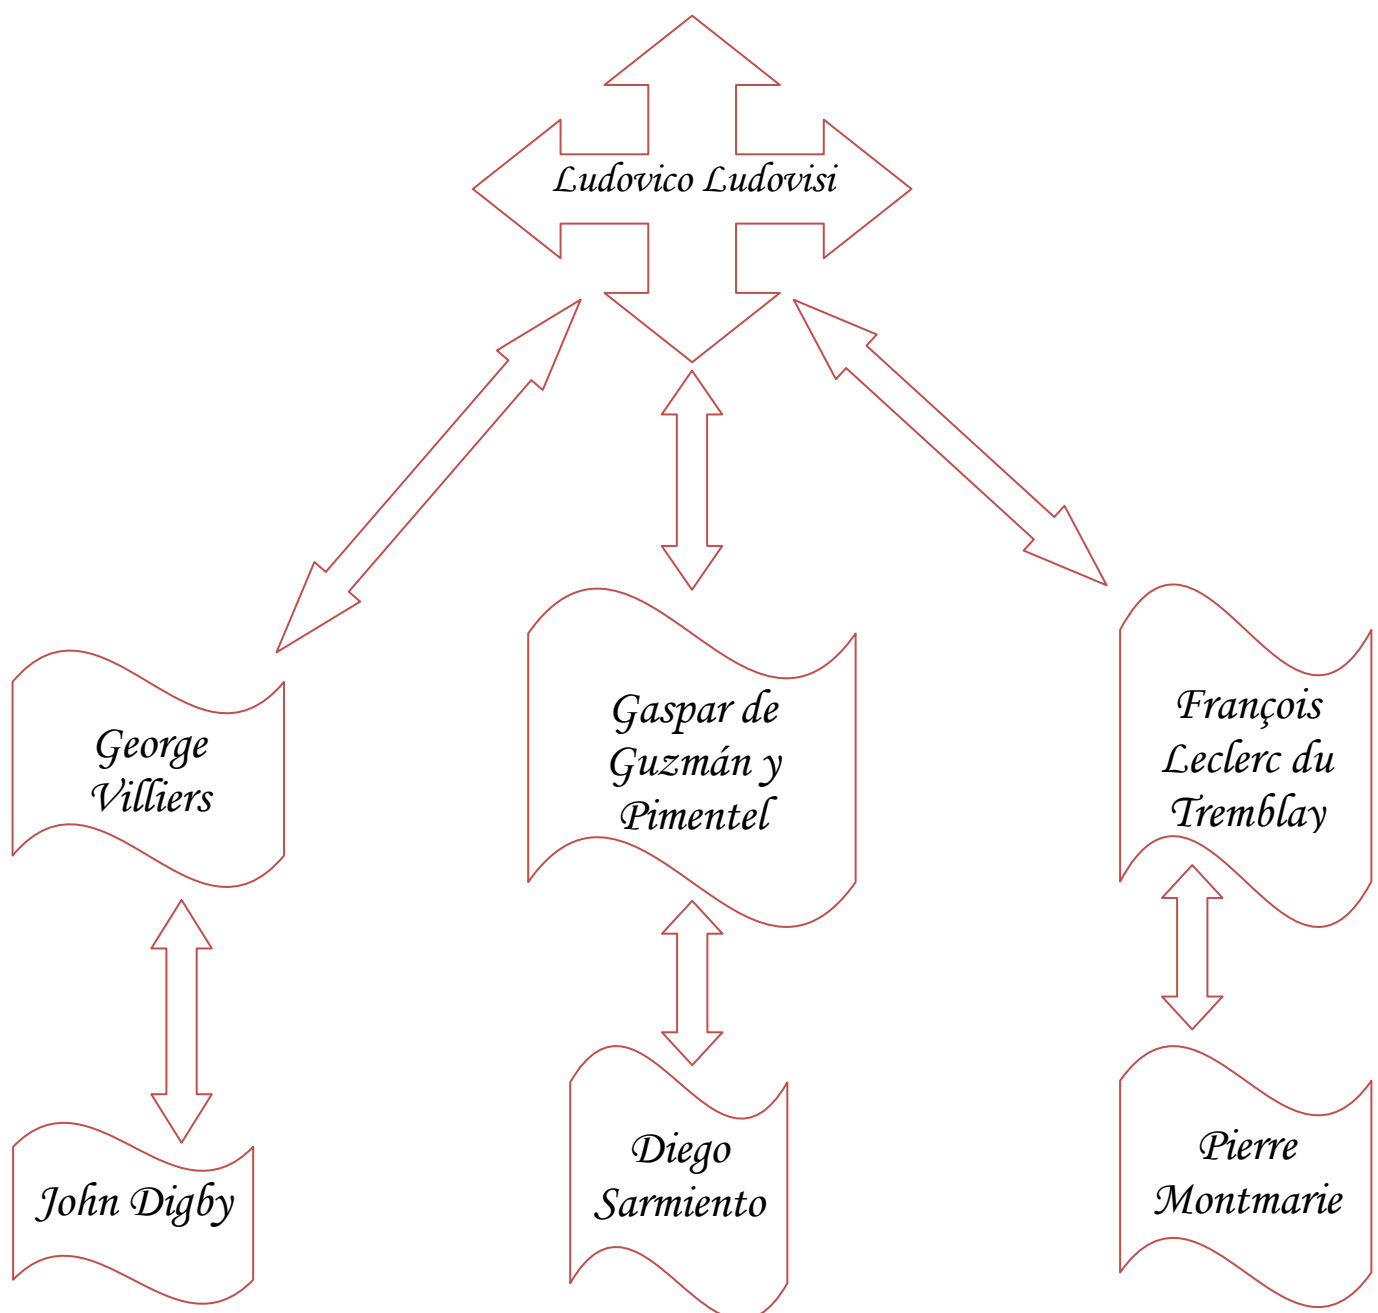 Ludovico Ludovisi
George
Villiers
Gaspar de
Guzmán y
Pimentel
François
Leclerc du
Tremblay
John Digby
Diego
Sarmiento
Pierre
Montmarie